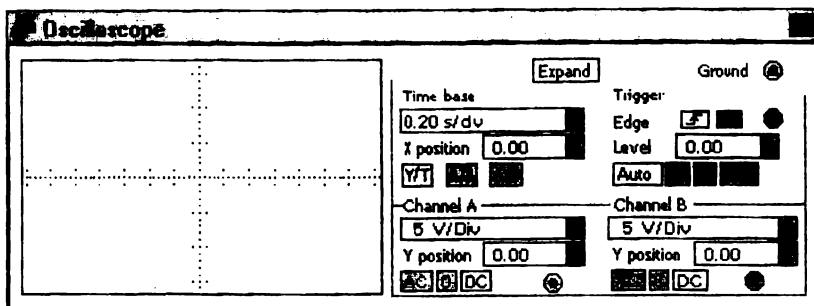 Oscilloscope
Expand Ground
Time base Trigger
0.20 s/dv Edge
X position 0.00 Level 0.00
Y/T Auto
Channel A Channel B
5 V/Div 5 V/Div
Y position 0.00 Y position 0.00
AC 0 DC DC